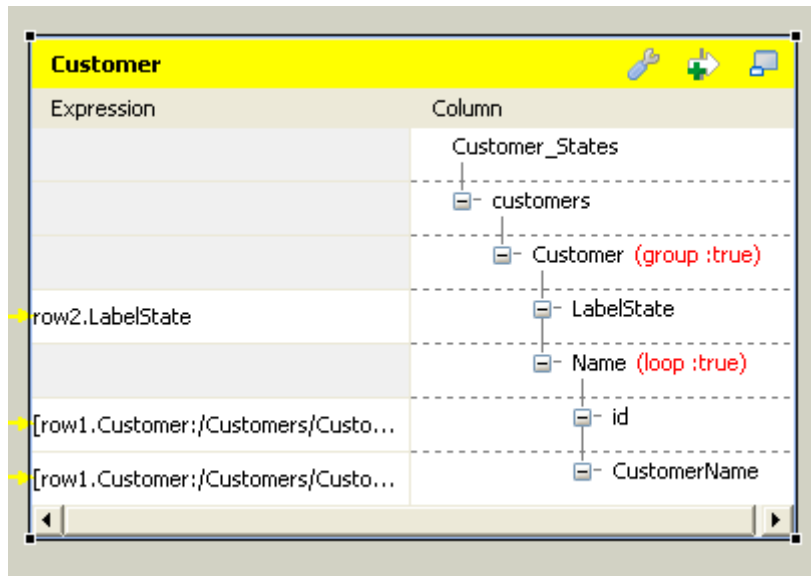 Customer
Expression Column
Customer_States
customers
Customer (group :true)
row2.LabelState LabelState
Name (loop :true)
[row1.Customer:/Customers/Custo... id
[row1.Customer:/Customers/Custo... CustomerName